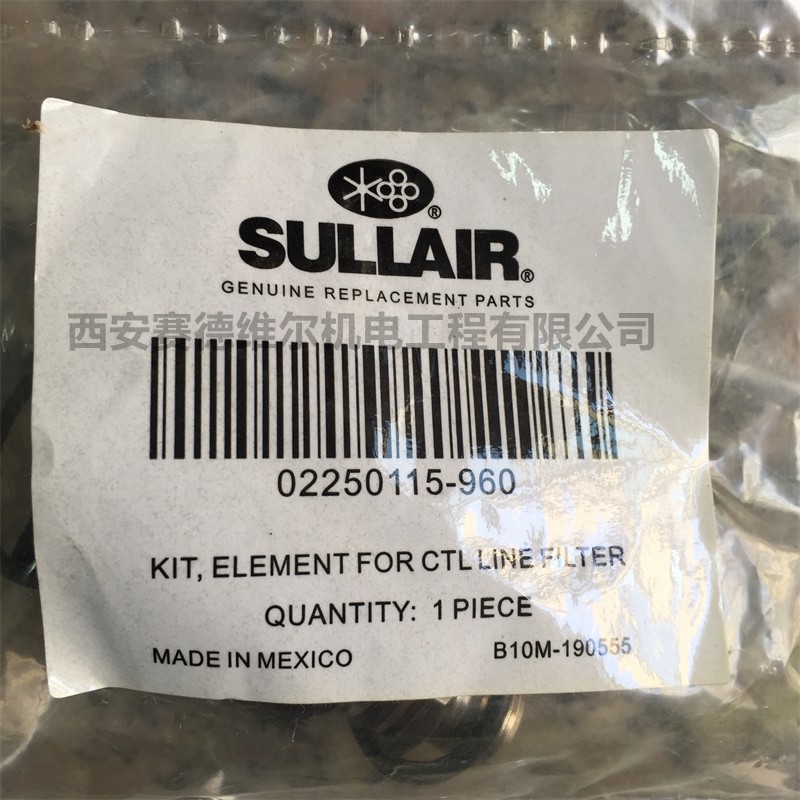 SULLAIR®
GENUINE REPLACEMENT PARTS
西安赛德维尔机电工程有限公司
02250115-960
KIT, ELEMENT FOR CTL LINE FILTER
QUANTITY: 1 PIECE
MADE IN MEXICO B10M-190555